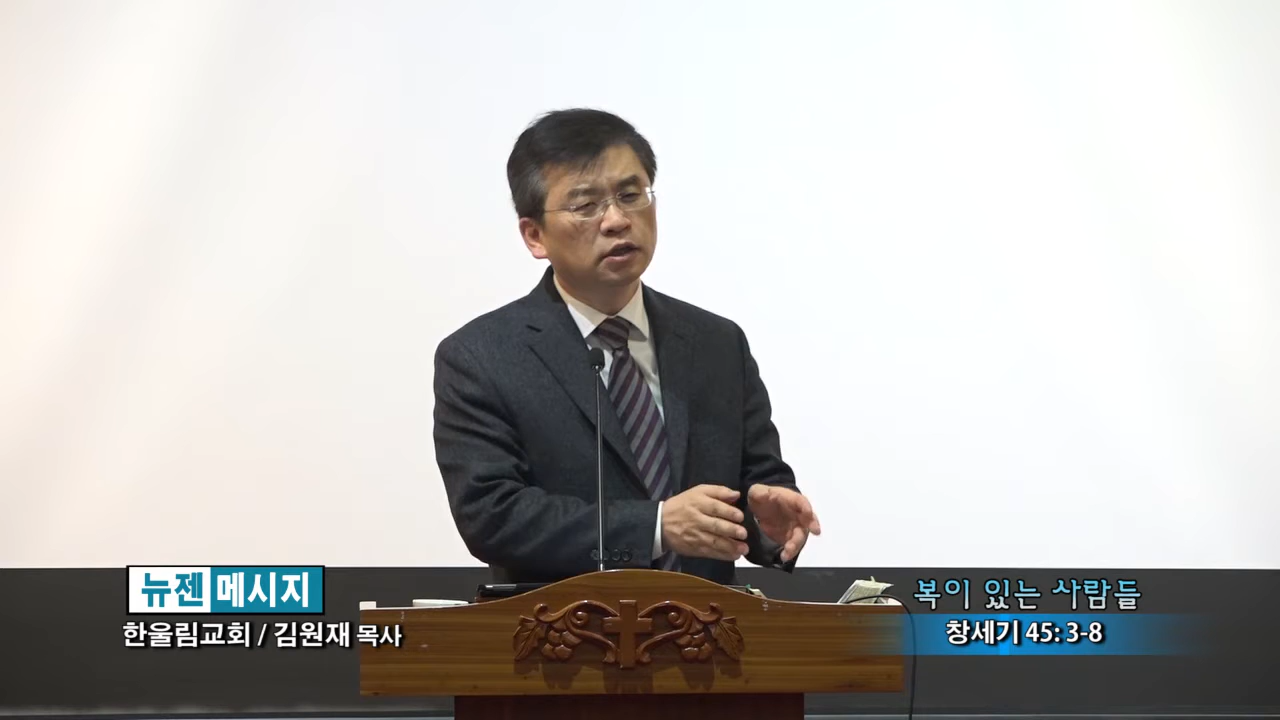 뉴젠 메시지
한울림교회 / 김원재 목사
복이 있는 사람들
창세기 45: 3-8